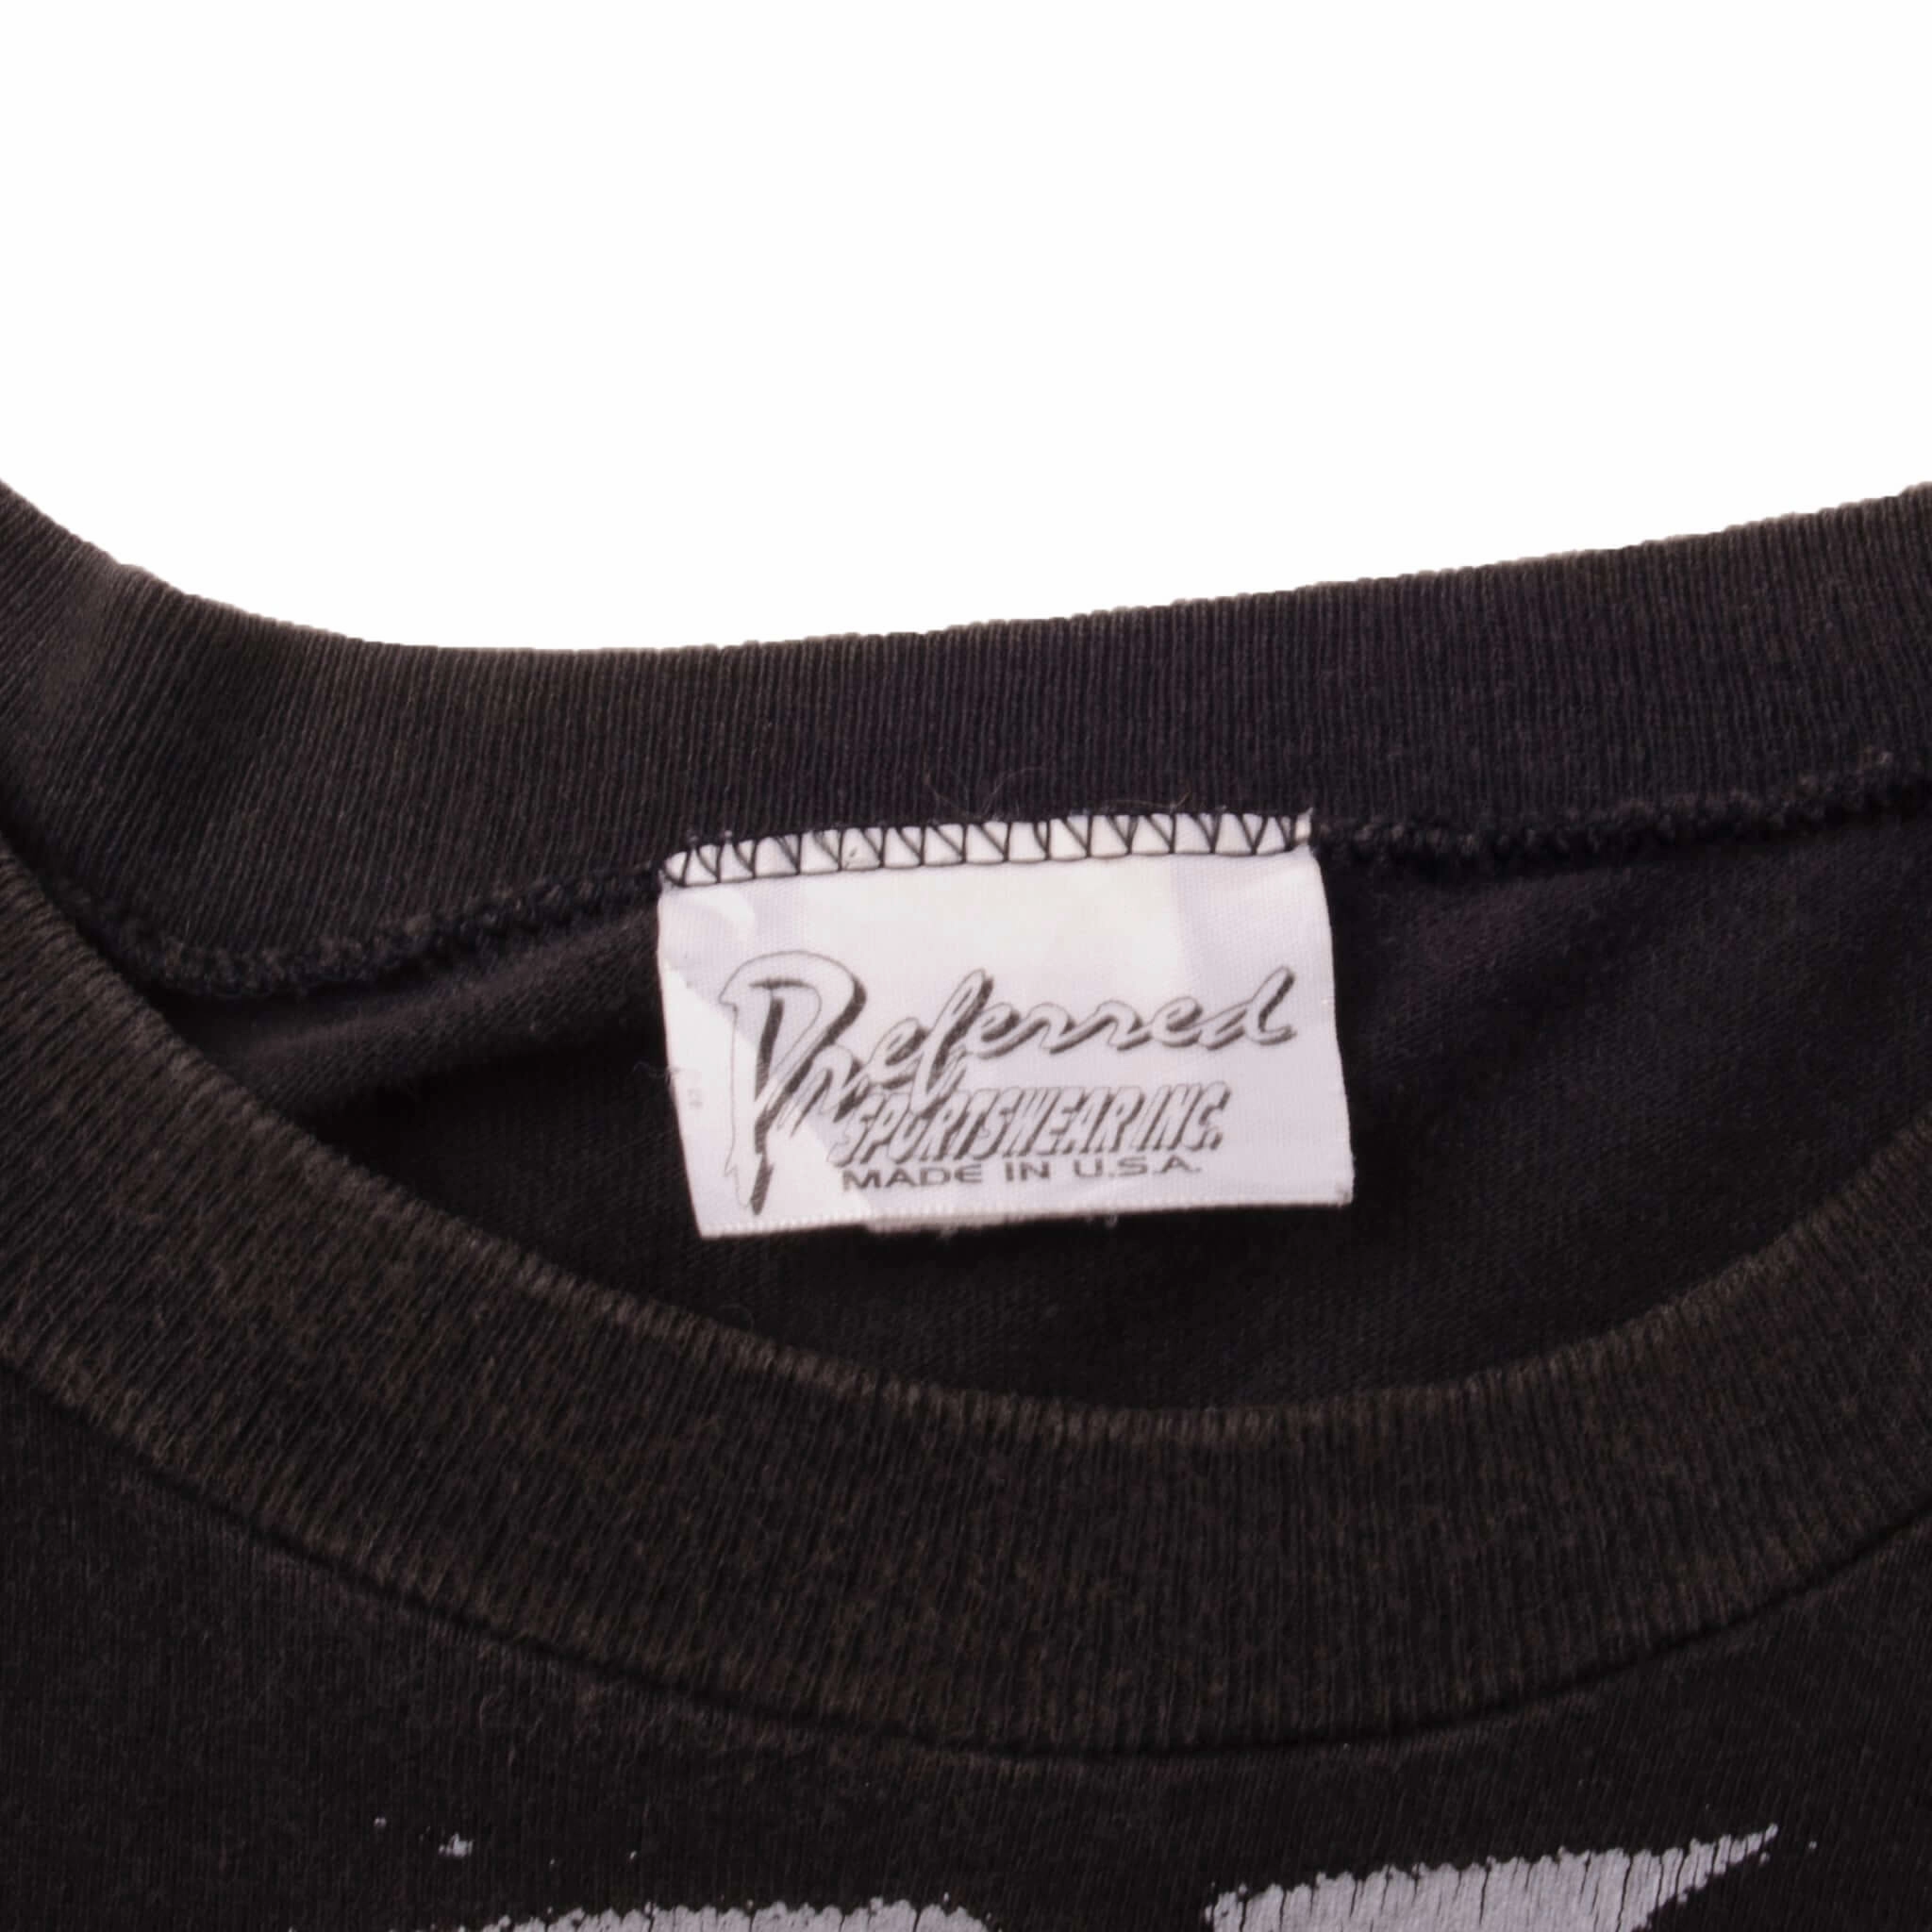 Preferred
SPORTSWEAR INC.
MADE IN U.S.A.